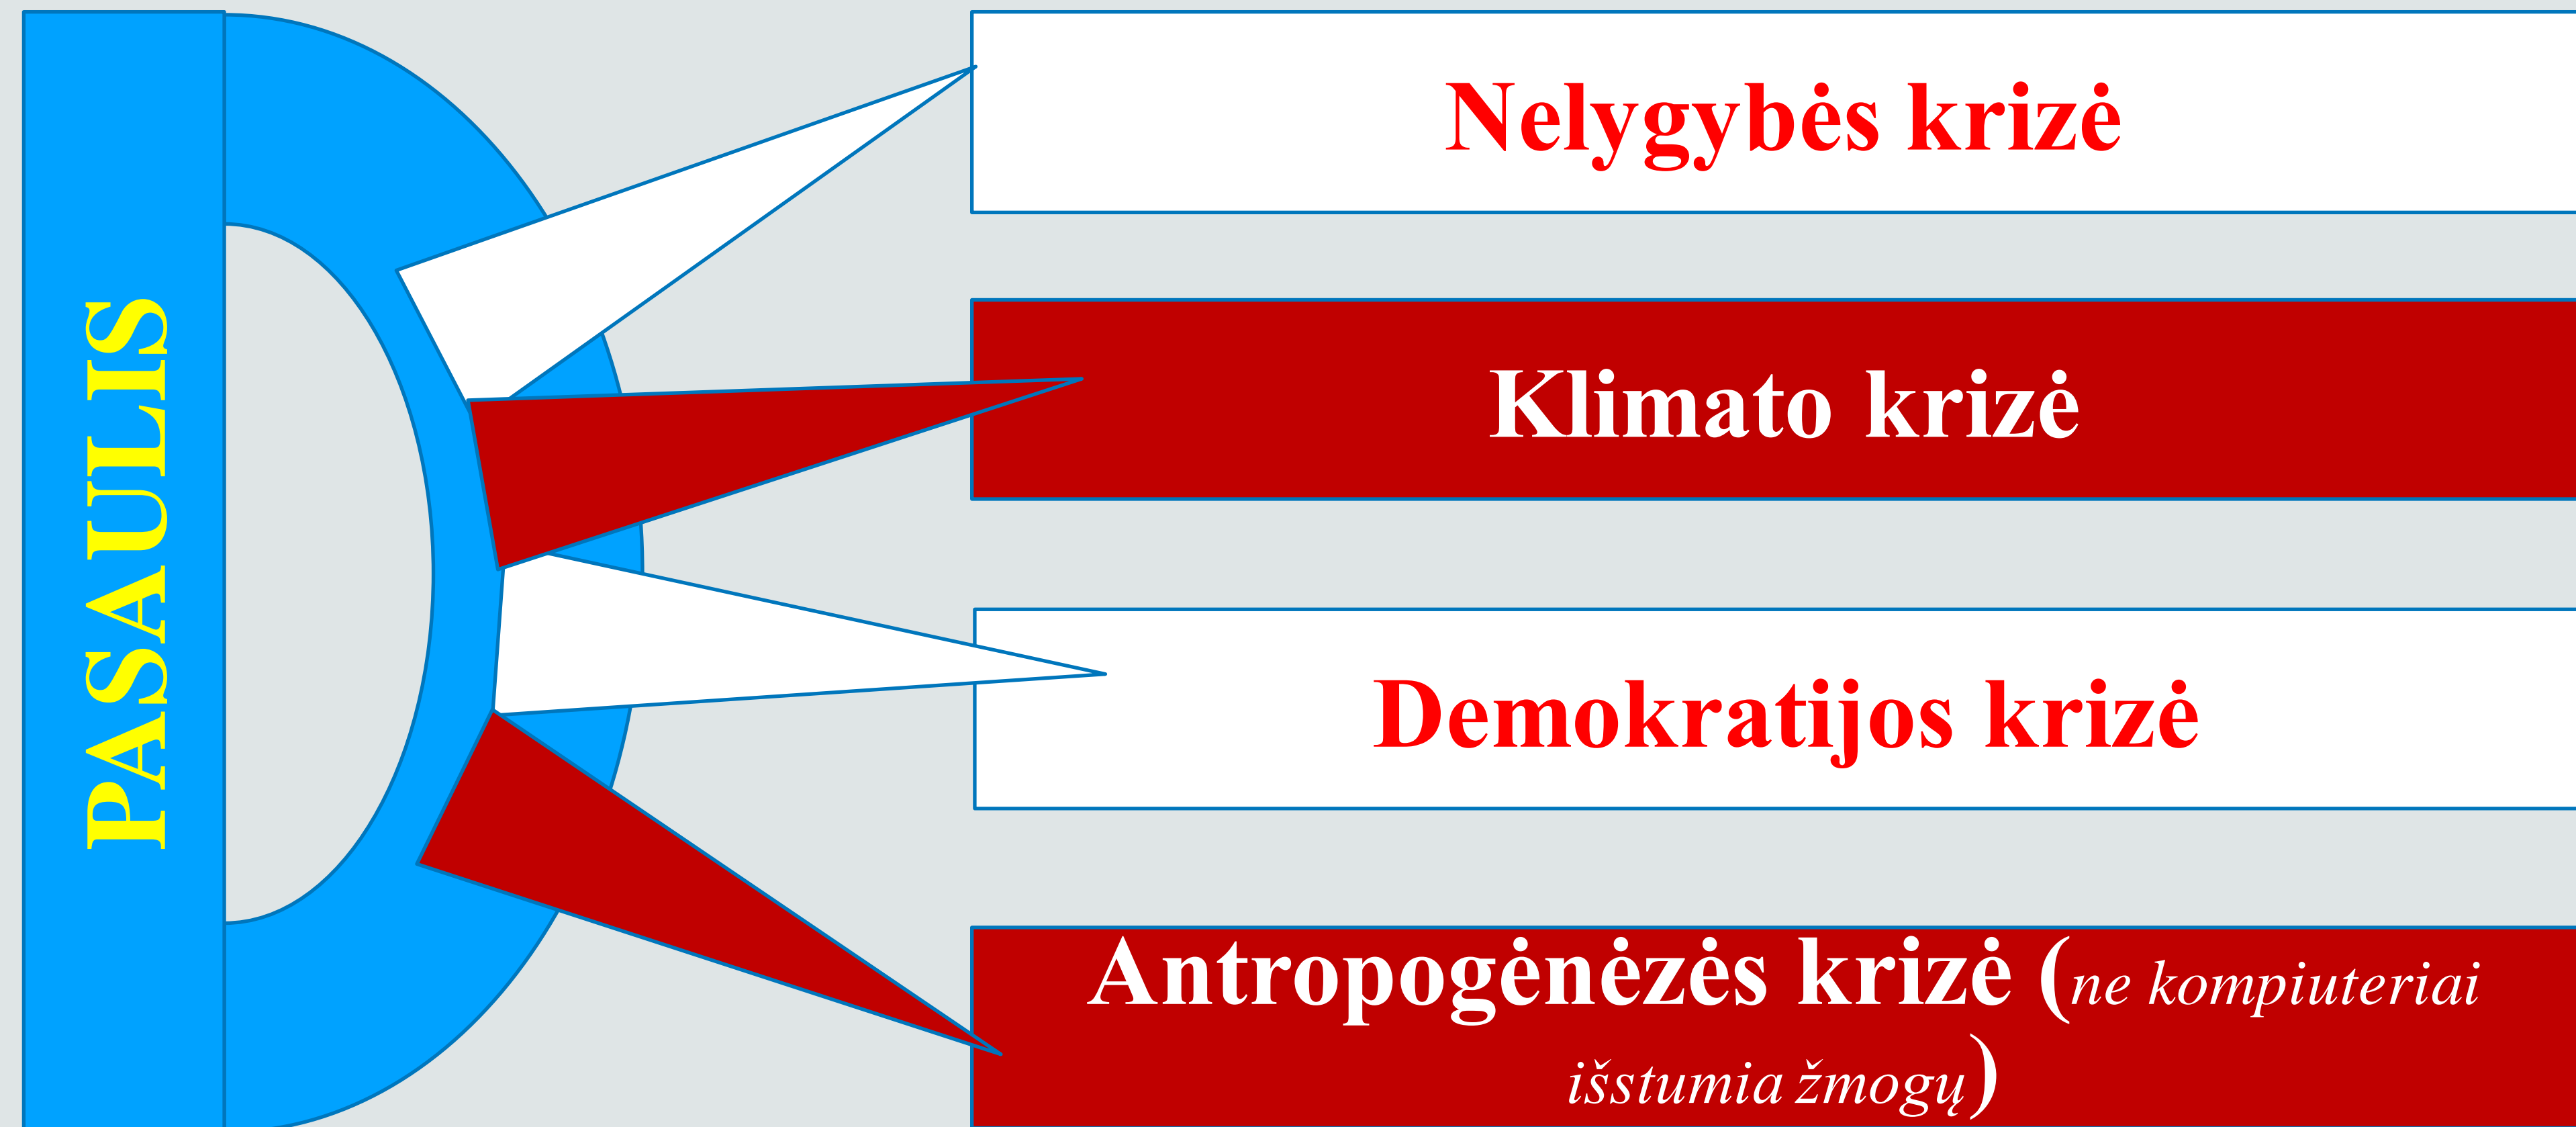 PASAULIS
Nelygybės krizė
Klimato krizė
Demokratijos krizė
Antropogėnėzės krizė (ne kompiuteriai
išstumia žmogų)